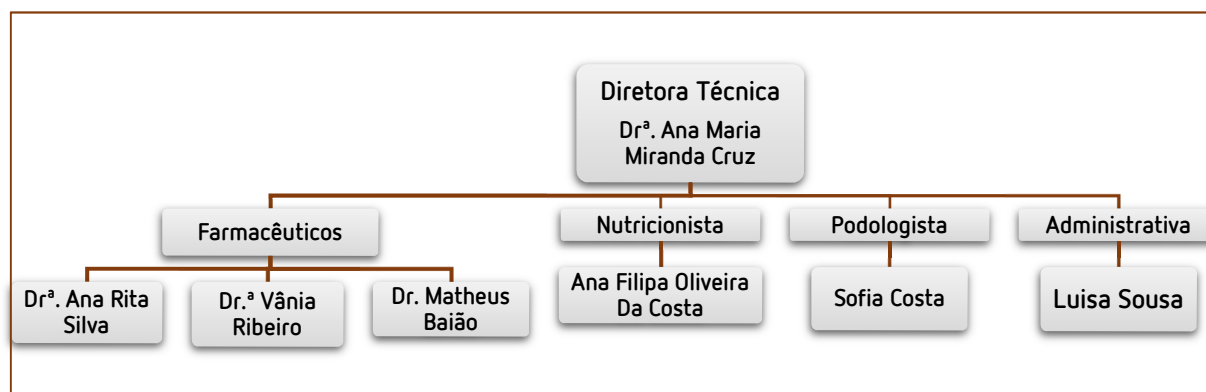 Diretora Técnica
Drª. Ana Maria
Miranda Cruz
Farmacêuticos
Nutricionista
Podologista
Administrativa
Drª. Ana Rita
Silva
Dr.ª Vânia
Ribeiro
Dr. Matheus
Baião
Ana Filipa Oliveira
Da Costa
Sofia Costa
Luisa Sousa